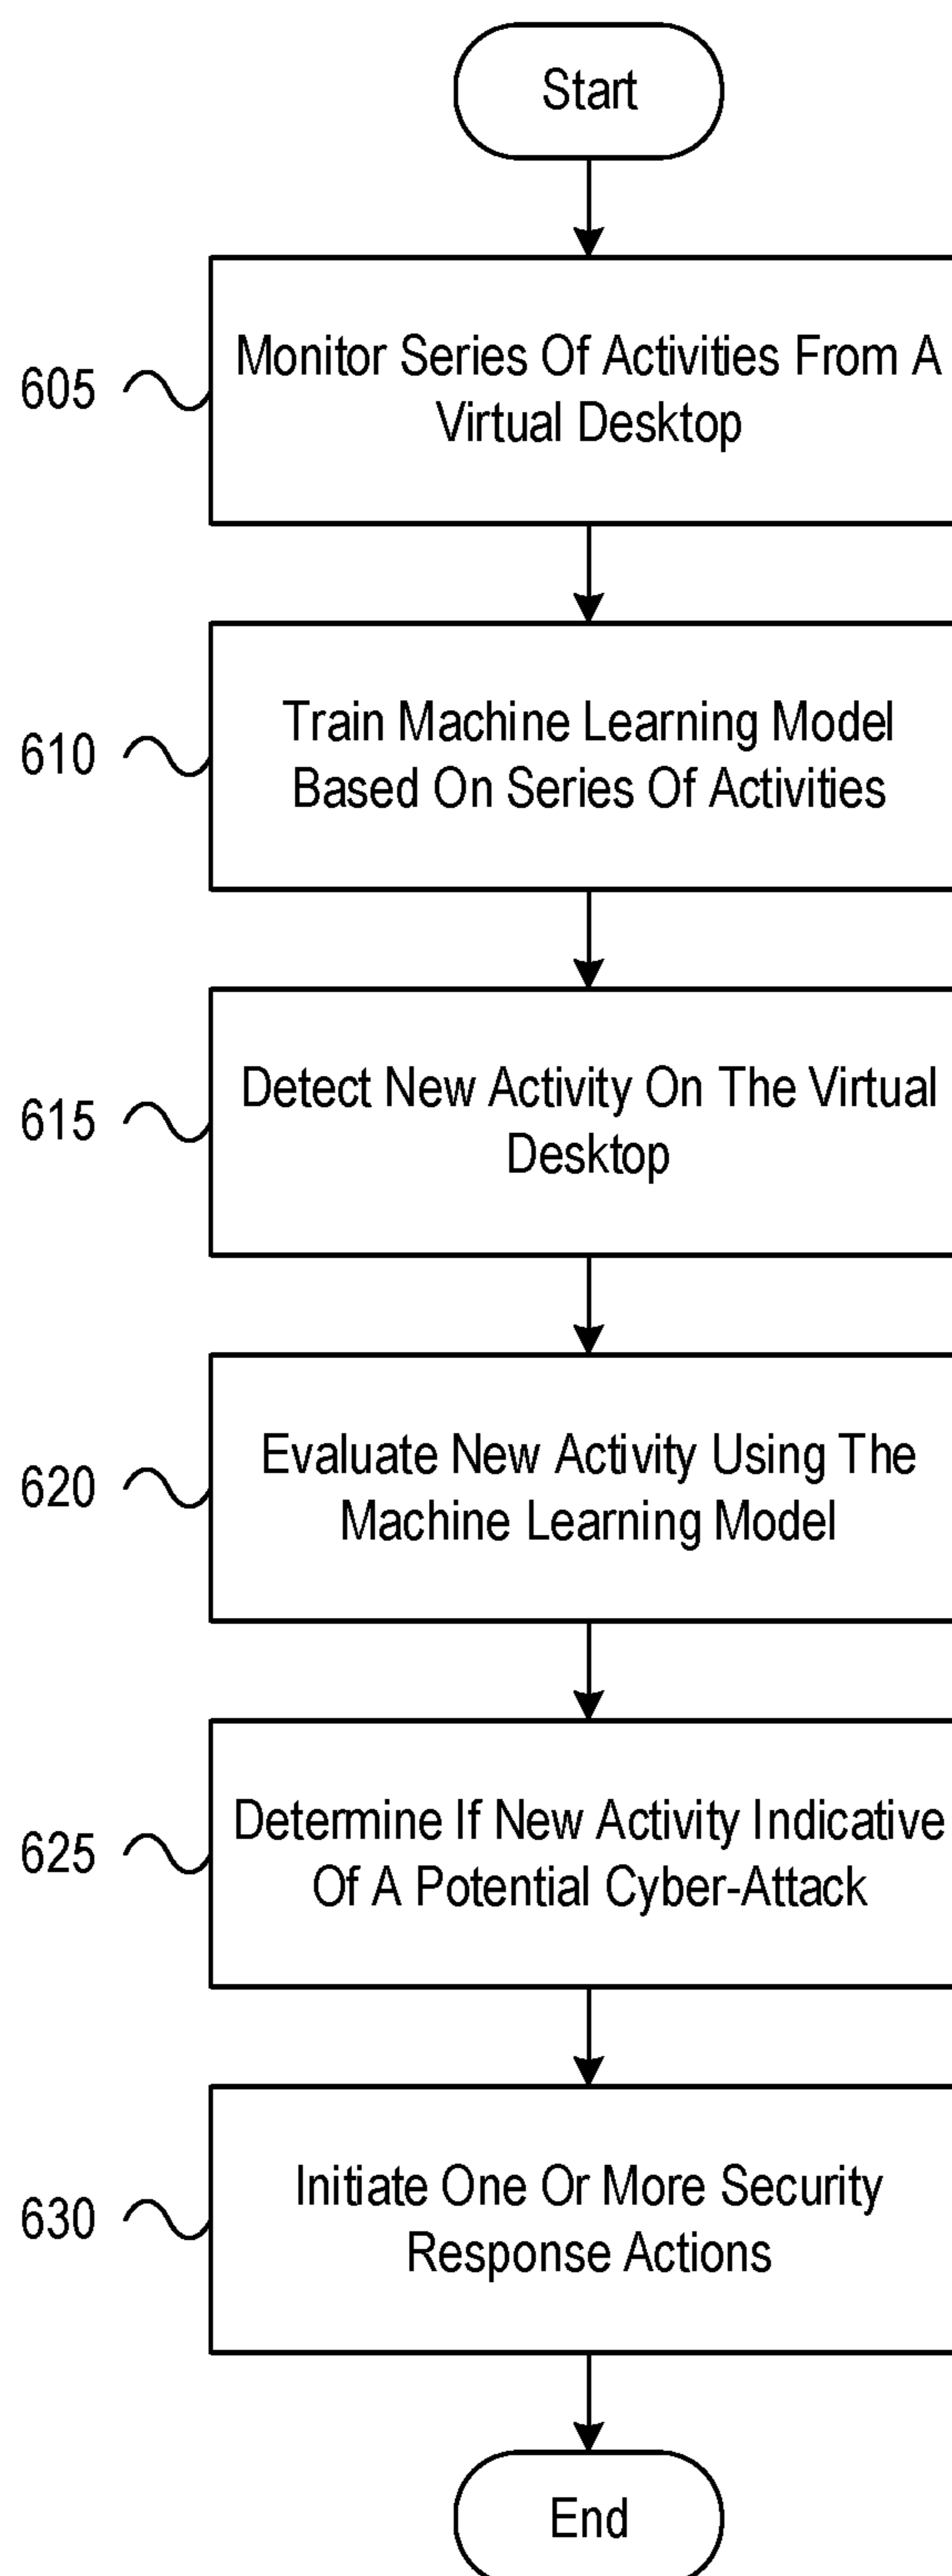 Start
605
Monitor Series Of Activities From A
Virtual Desktop
610
Train Machine Learning Model
Based On Series Of Activities
615
Detect New Activity On The Virtual
Desktop
620
Evaluate New Activity Using The
Machine Learning Model
625
Determine If New Activity Indicative
Of A Potential Cyber-Attack
630
Initiate One Or More Security
Response Actions
End